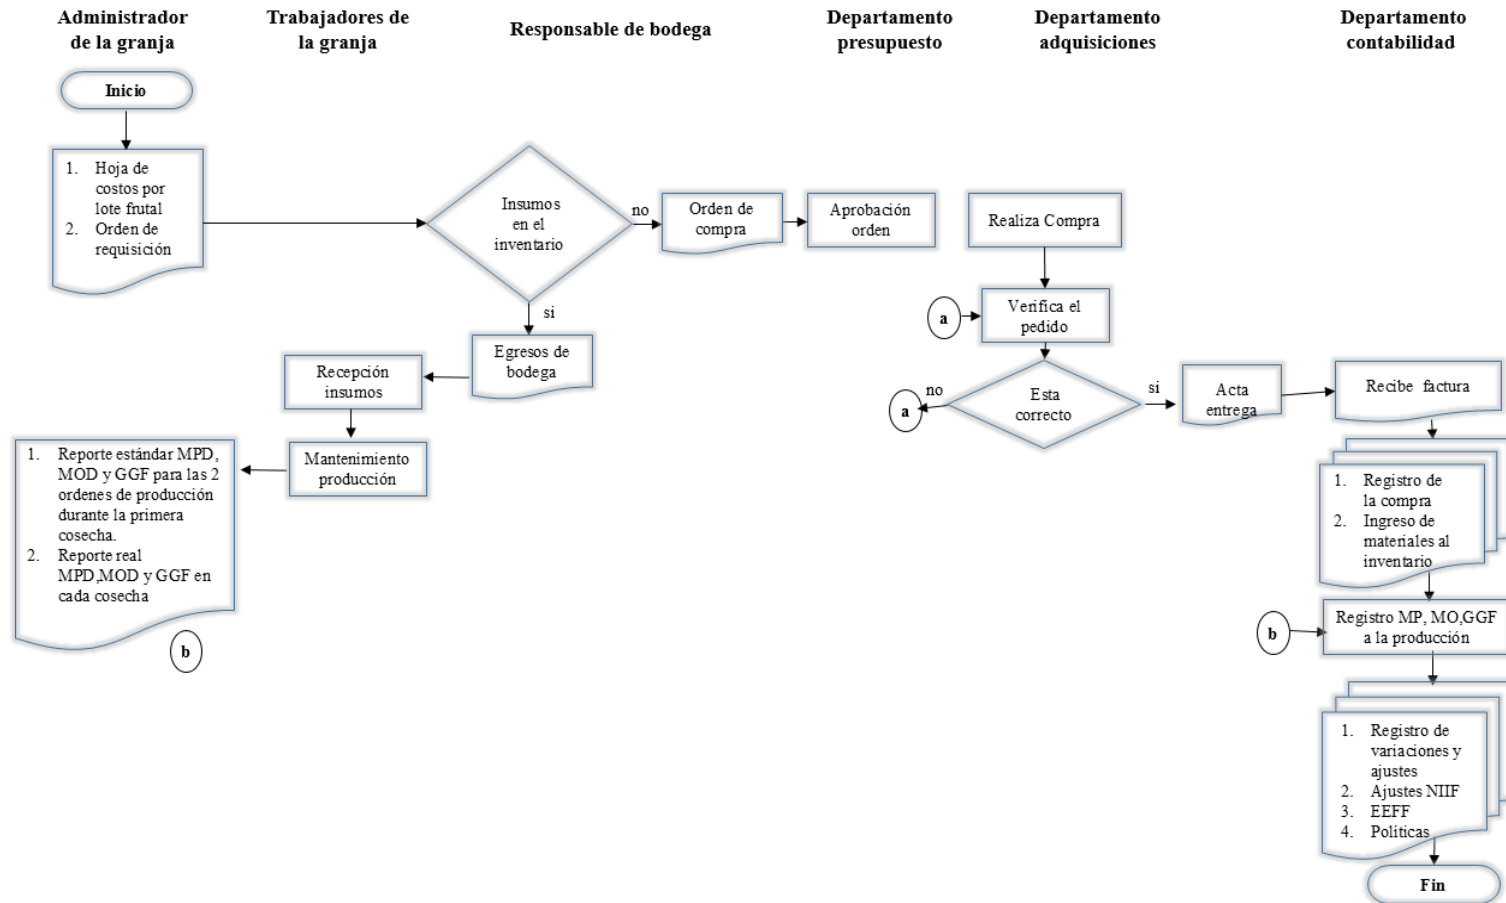 Administrador
de la granja
Trabajadores de
la granja
Responsable de bodega
Departamento
presupuesto
Departamento
adquisiciones
Departamento
contabilidad
Inicio
1. Hoja de
costos por
lote frutal
2. Orden de
requisición
Insumos
en el
inventario
no
Orden de
compra
Aprobación
orden
Realiza Compra
si
a
Verifica el
pedido
Egresos de
bodega
Recepción
insumos
a
no
Esta
correcto
si
Acta
entrega
Recibe factura
Mantenimiento
producción
1. Reporte estándar MPD,
MOD y GGF para las 2
ordenes de producción
durante la primera
cosecha.
2. Reporte real
MPD,MOD y GGF en
cada cosecha
b
1. Registro de
la compra
2. Ingreso de
materiales al
inventario
b
Registro MP, MO,GGF
a la producción
1. Registro de
variaciones y
ajustes
2. Ajustes NIIF
3. EEFF
4. Políticas
Fin